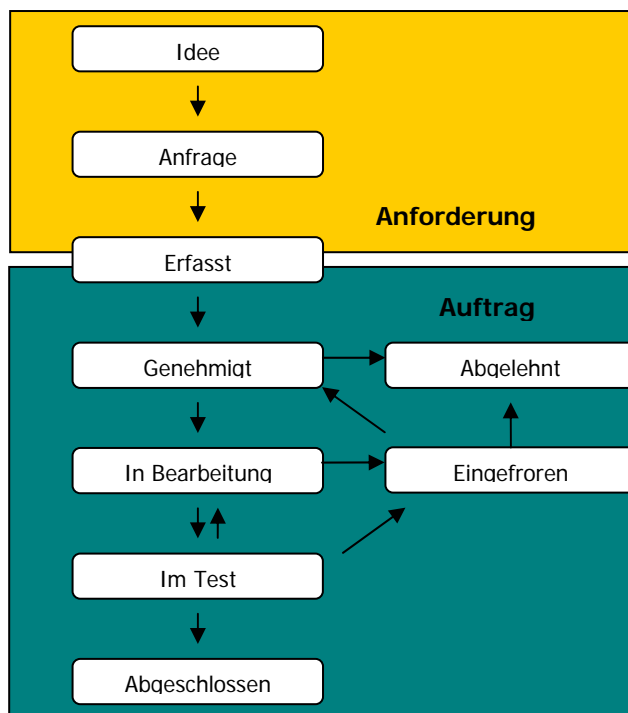 Idee
Anfrage
Anforderung
Erfasst
Auftrag
Genehmigt
Abgelehnt
In Bearbeitung
Eingefroren
Im Test
Abgeschlossen